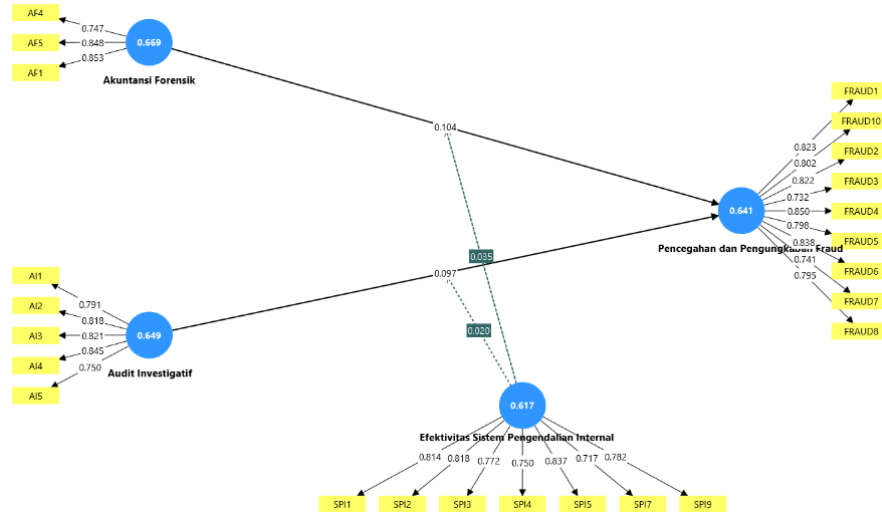 AF4
AF5
AF1
0.747
0.848
0.853
0.669
Akuntansi Forensik
0.104
FRAUD1
FRAUD10
FRAUD2
FRAUD3
FRAUD4
FRAUD5
FRAUD6
FRAUD7
FRAUD8
0.823
0.802
0.822
0.732
0.850
0.798
0.838
0.741
0.795
0.641
Pencegahan dan Pengungkapan Fraud
0.035
0.097
0.020
AI1
AI2
AI3
AI4
AI5
0.791
0.818
0.821
0.845
0.750
0.649
Audit Investigatif
0.617
Efektivitas Sistem Pengendalian Internal
0.814
0.818
0.772
0.750
0.837
0.717
0.782
SPI1
SPI2
SPI3
SPI4
SPI5
SPI7
SPI9